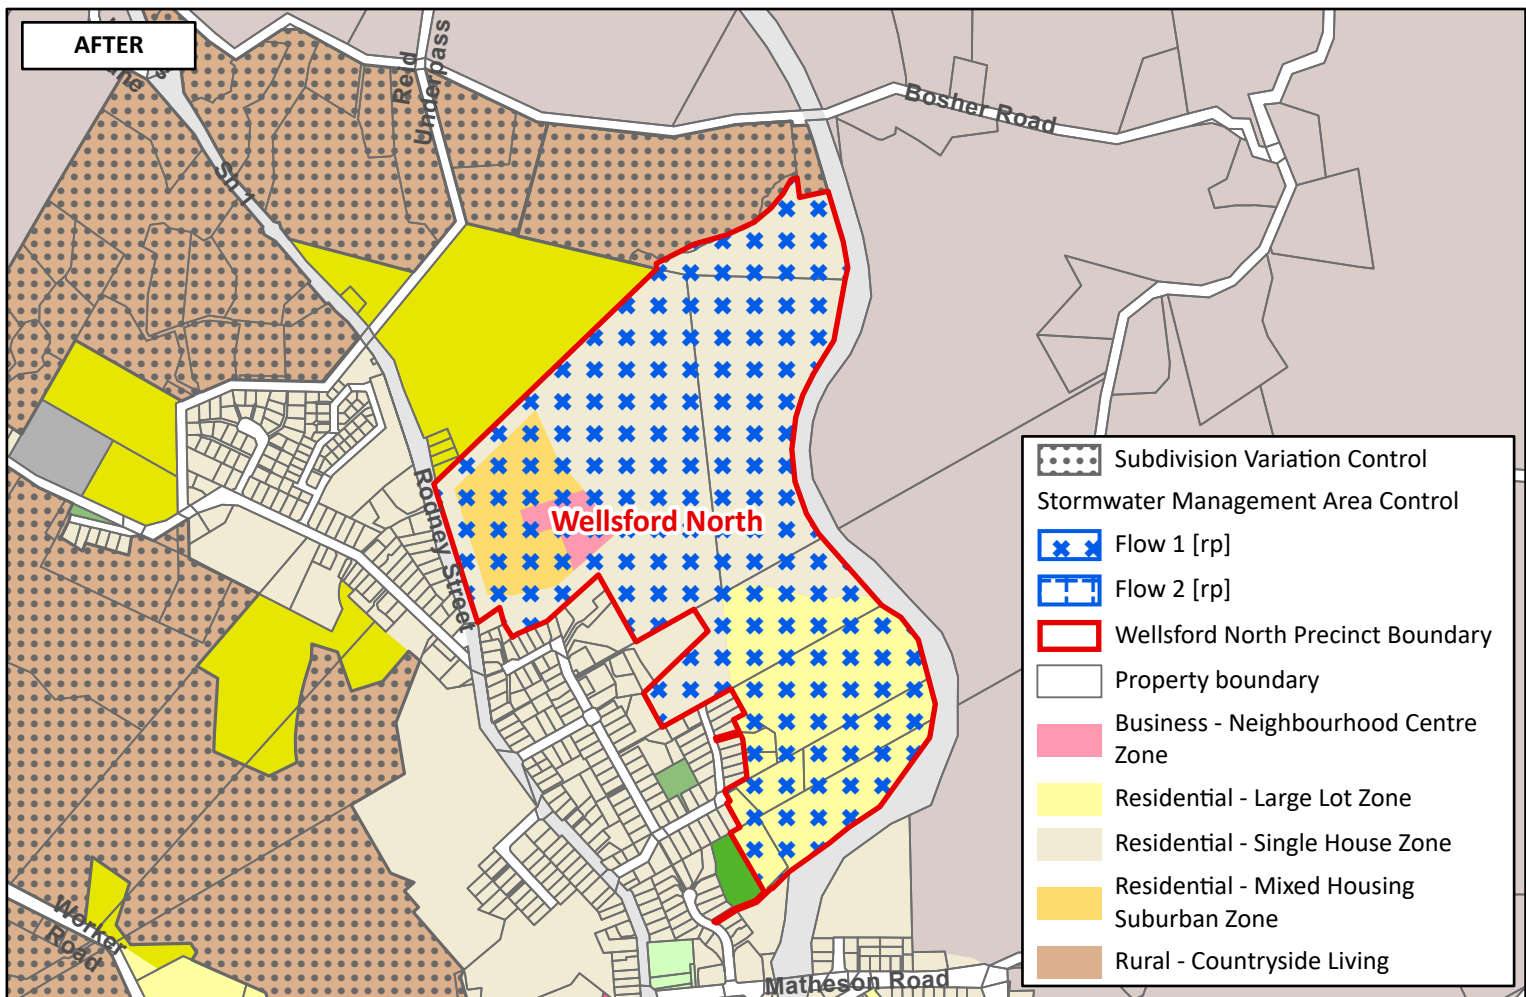 AFTER
Reid
Underpass
Bosher Road
Sh 1
Rodney Street
Wellsford North
Worker
Road
Matheson Road
Subdivision Variation Control
Stormwater Management Area Control
Flow 1 [rp]
Flow 2 [rp]
Wellsford North Precinct Boundary
Property boundary
Business - Neighbourhood Centre
Zone
Residential - Large Lot Zone
Residential - Single House Zone
Residential - Mixed Housing
Suburban Zone
Rural - Countryside Living